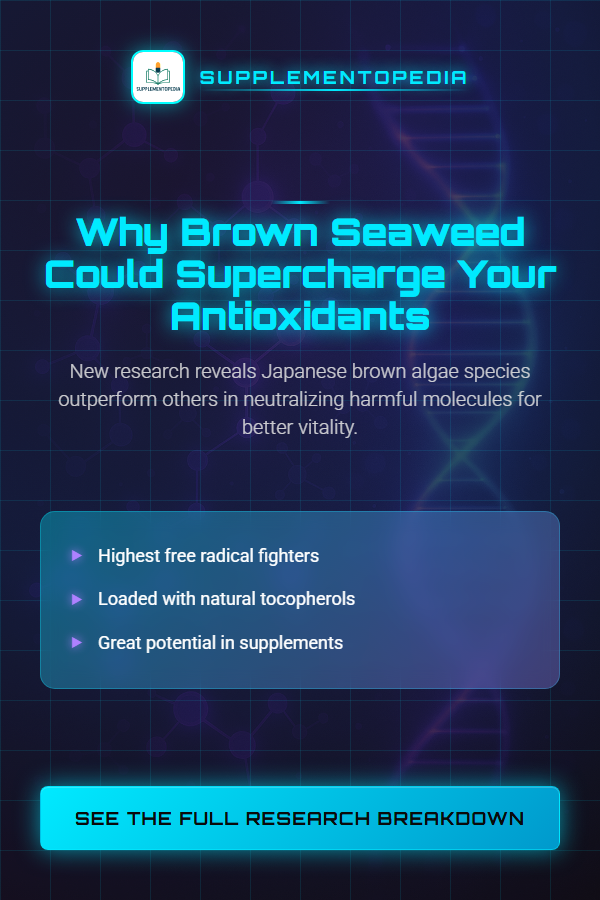 SUPPLEMENTOPEDIA
SUPPLEMENTOPEDIA
Why Brown Seaweed
Could Supercharge Your
Antioxidants
New research reveals Japanese brown algae species
outperform others in neutralizing harmful molecules for
better vitality.
Highest free radical fighters
Loaded with natural tocopherols
Great potential in supplements
SEE THE FULL RESEARCH BREAKDOWN